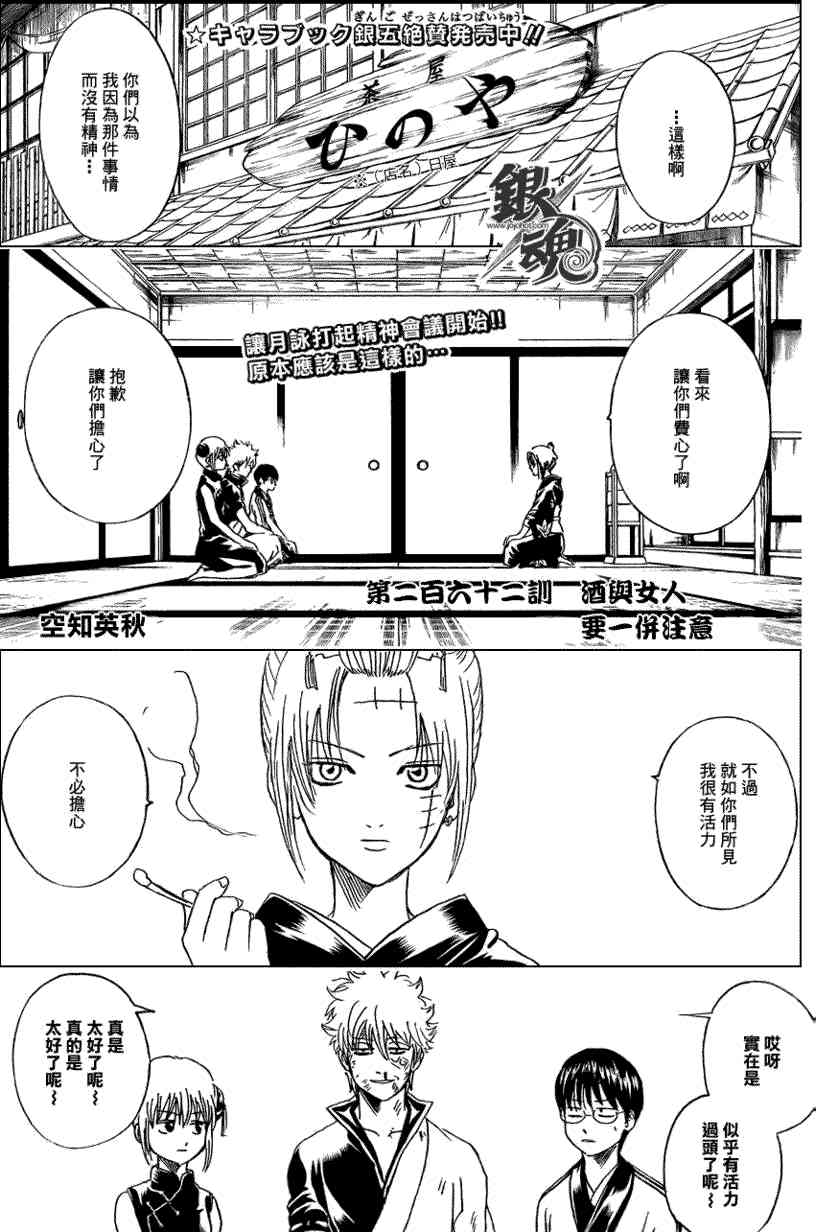 ぎん ご ぜっさんはつばいちゅう
☆キャラブック銀五絶賛発売中!!
茶屋
ひのや
※(店名)日屋
…這樣啊
你們以為
我因為那件事情
而沒有精神…
銀魂
www.jojohot.com
讓月詠打起精神會議開始!!
原本應該是這樣的…
看來
讓你們費心了啊
抱歉
讓你們擔心了
第二百六十二訓 酒與女人
要一併注意
空知英秋
不過
就如你們所見
我很有活力
不必擔心
哎呀
實在是
似乎有活力
過頭了呢~
真是
太好了呢~
真的是
太好了呢~